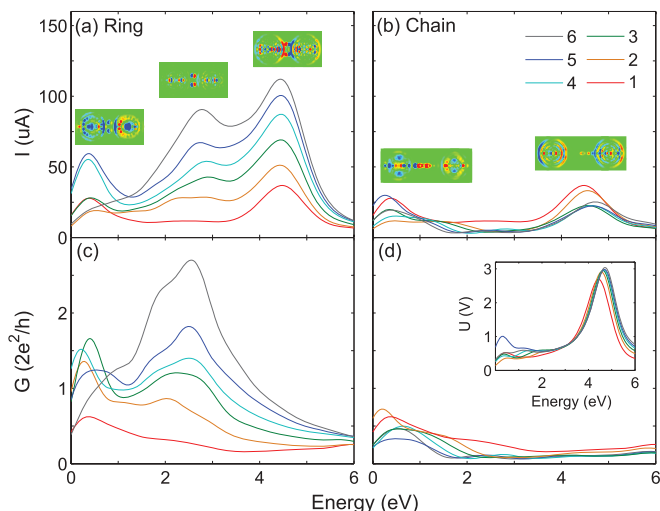 (a) Ring
(b) Chain
I (uA)
150
100
50
0
6 3
5 2
4 1
(c)
(d)
G (2e²/h)
2
1
0
0 2 4 6
0 2 4 6
Energy (eV)
U (V)
3
2
1
0
0 2 4 6
Energy (eV)